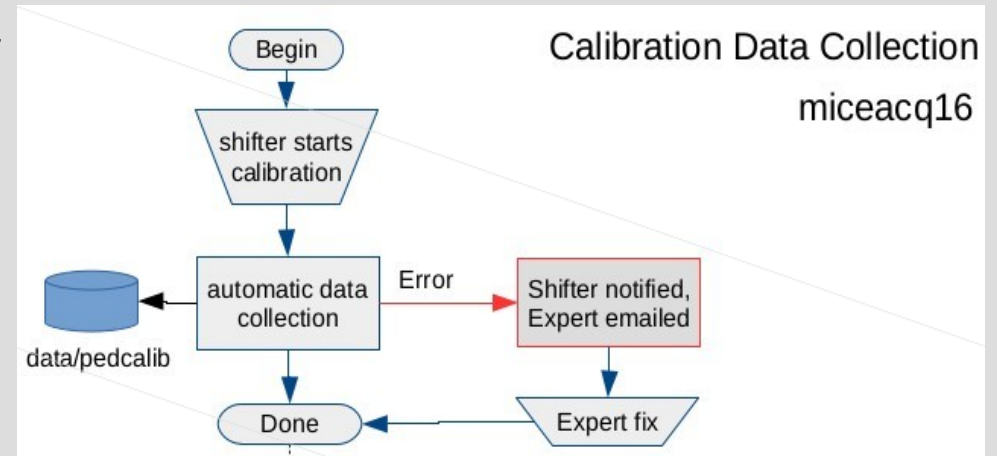 Calibration Data Collection
miceacq16
Begin
shifter starts
calibration
automatic data
collection
Error
Shifter notified,
Expert emailed
data/pedcalib
Done
Expert fix